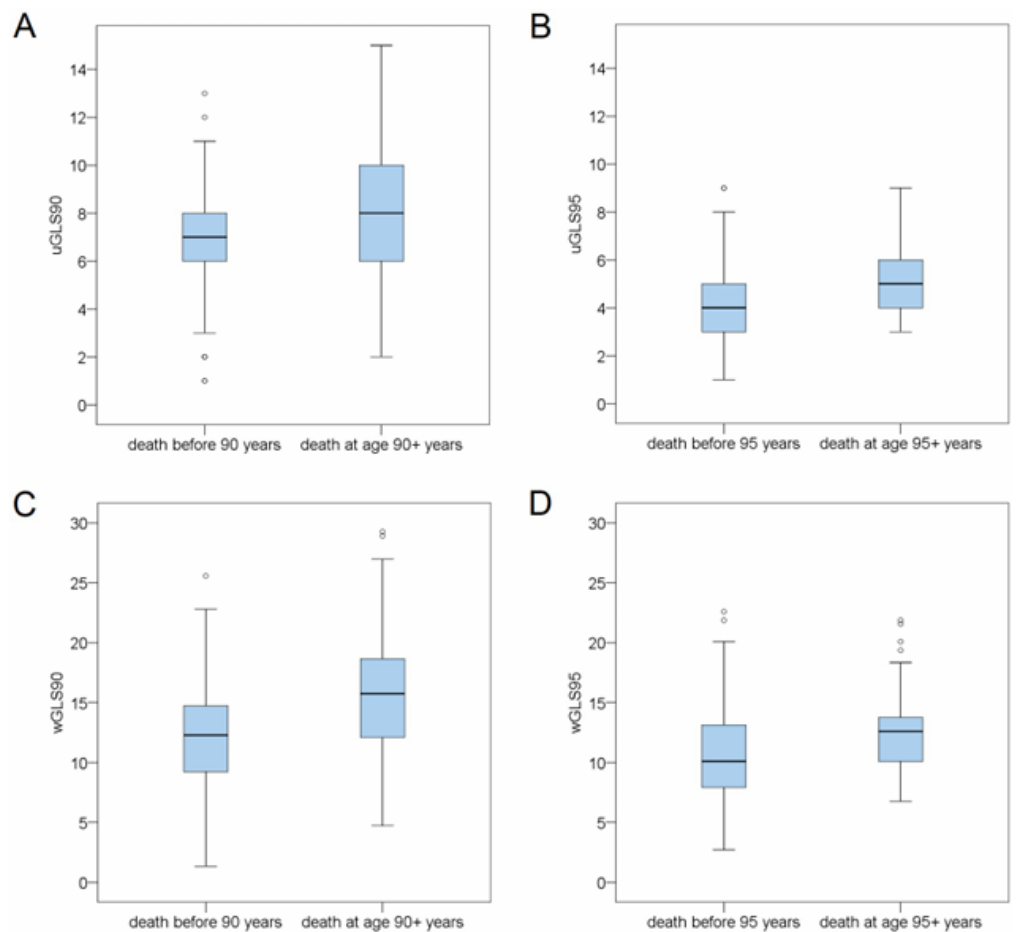 A
uGLS90
14
12
10
8
6
4
2
0
death before 90 years
death at age 90+ years
B
uGLS95
14
12
10
8
6
4
2
0
death before 95 years
death at age 95+ years
C
wGLS90
30
25
20
15
10
5
0
death before 90 years
death at age 90+ years
D
wGLS95
30
25
20
15
10
5
0
death before 95 years
death at age 95+ years